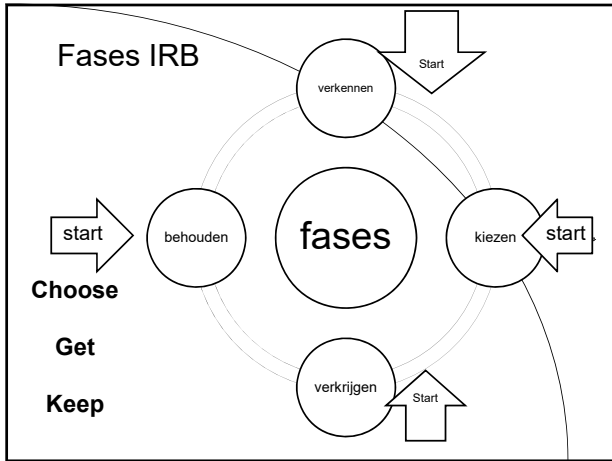 Fases IRB
Start
verkennen
start
behouden
fases
kiezen
start
Choose
Get
Keep
verkrijgen
Start